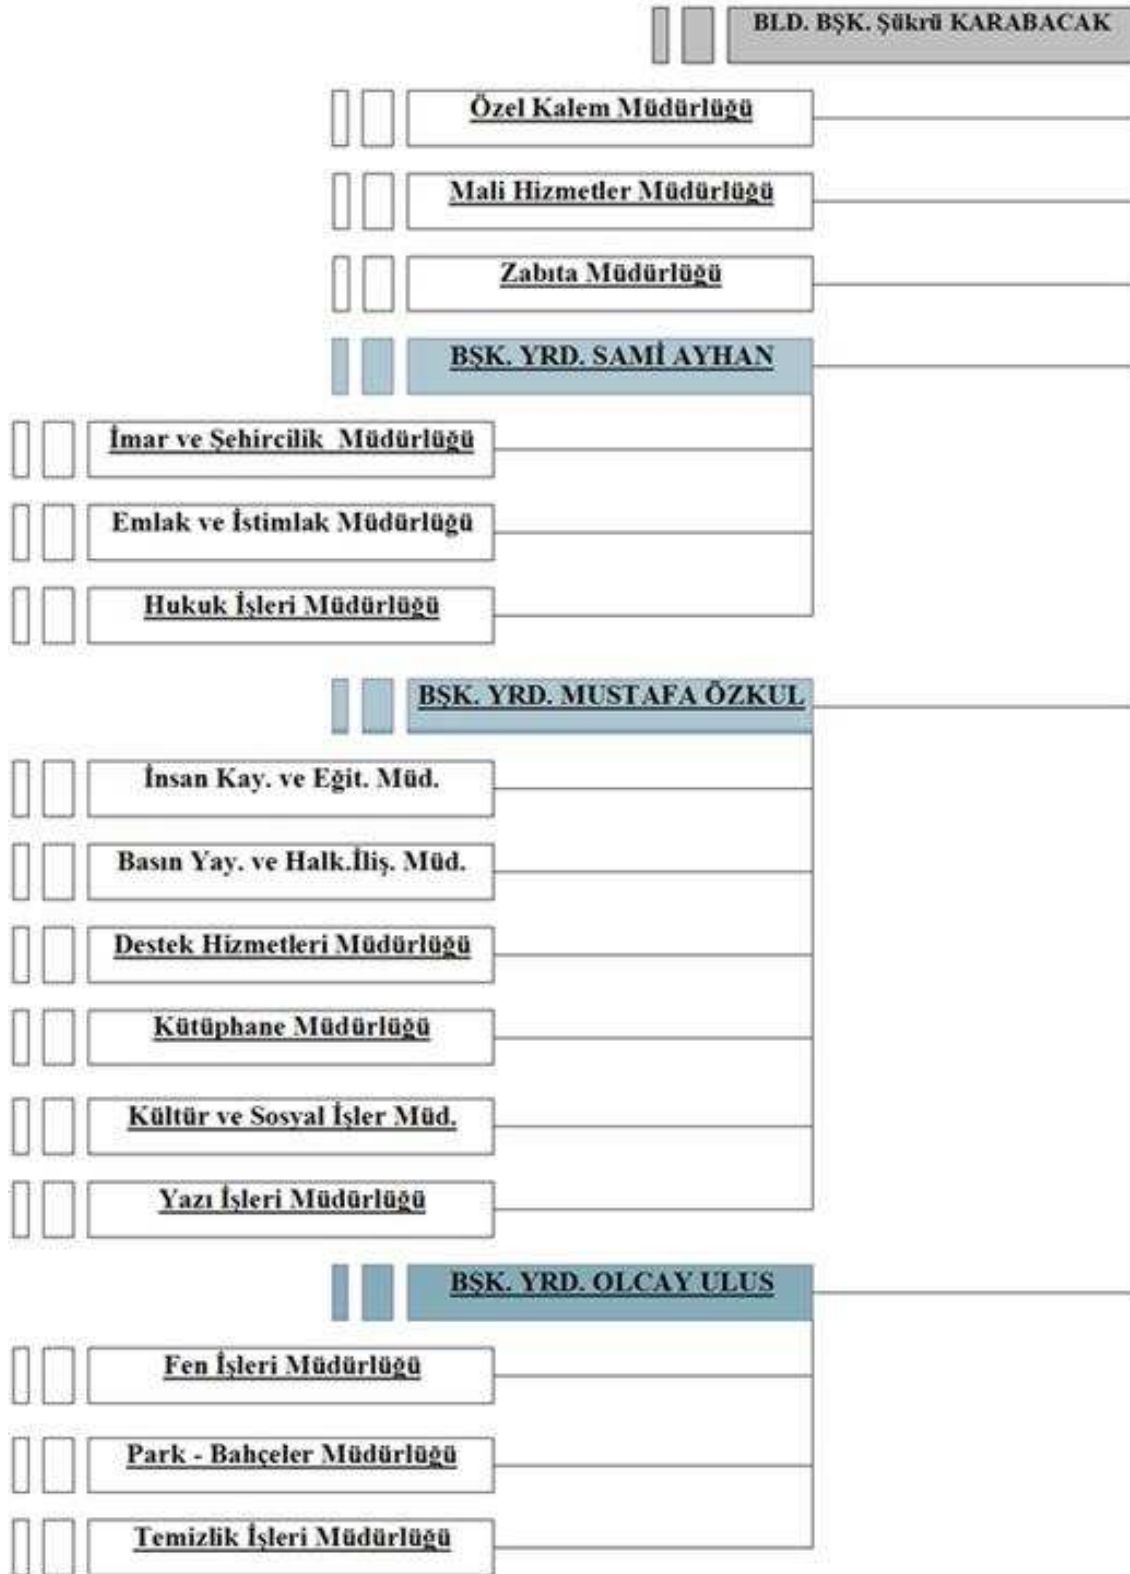 BLD. BŞK. Şükrü KARABACAK
Özel Kalem Müdürlüğü
Mali Hizmetler Müdürlüğü
Zabıta Müdürlüğü
BŞK. YRD. SAMİ AYHAN
İmar ve Şehircilik Müdürlüğü
Emlak ve İstimlak Müdürlüğü
Hukuk İşleri Müdürlüğü
BŞK. YRD. MUSTAFA ÖZKUL
İnsan Kay. ve Eğit. Müd.
Basın Yay. ve Halk.İliş. Müd.
Destek Hizmetleri Müdürlüğü
Kütüphane Müdürlüğü
Kültür ve Sosyal İşler Müd.
Yazı İşleri Müdürlüğü
BŞK. YRD. OLCAY ULUS
Fen İşleri Müdürlüğü
Park - Bahçeler Müdürlüğü
Temizlik İşleri Müdürlüğü